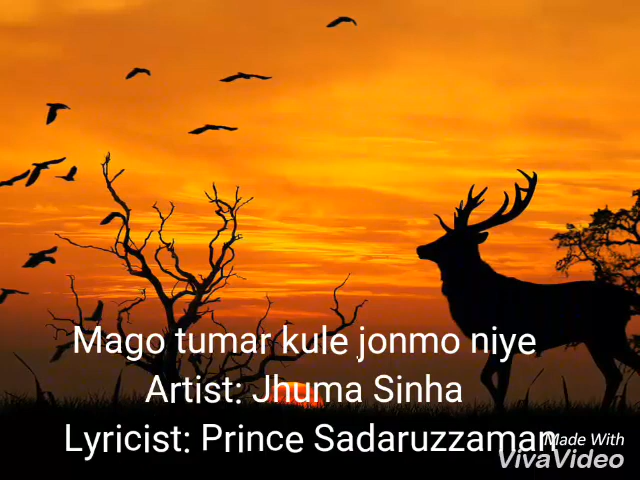 Mago tumar kule jonmo niye
Artist: Jhuma Sinha
Lyricist: Prince Sadaruzzaman
Made With
VivaVideo